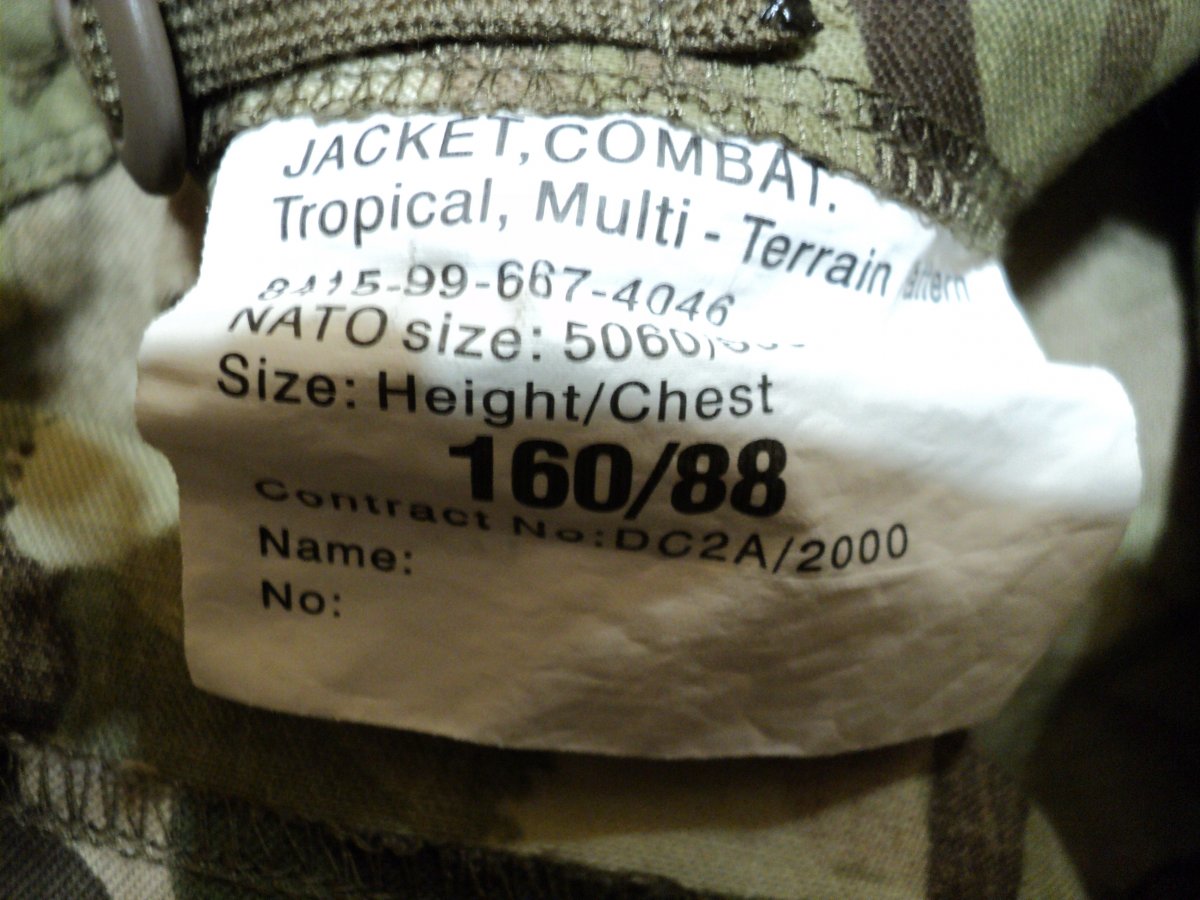 JACKET, COMBAT.
Tropical, Multi - Terrain
8415-99-667-4046
NATO size:
Size: Height/Chest
160/88
Contract No:DC2A/2000
Name:
No: